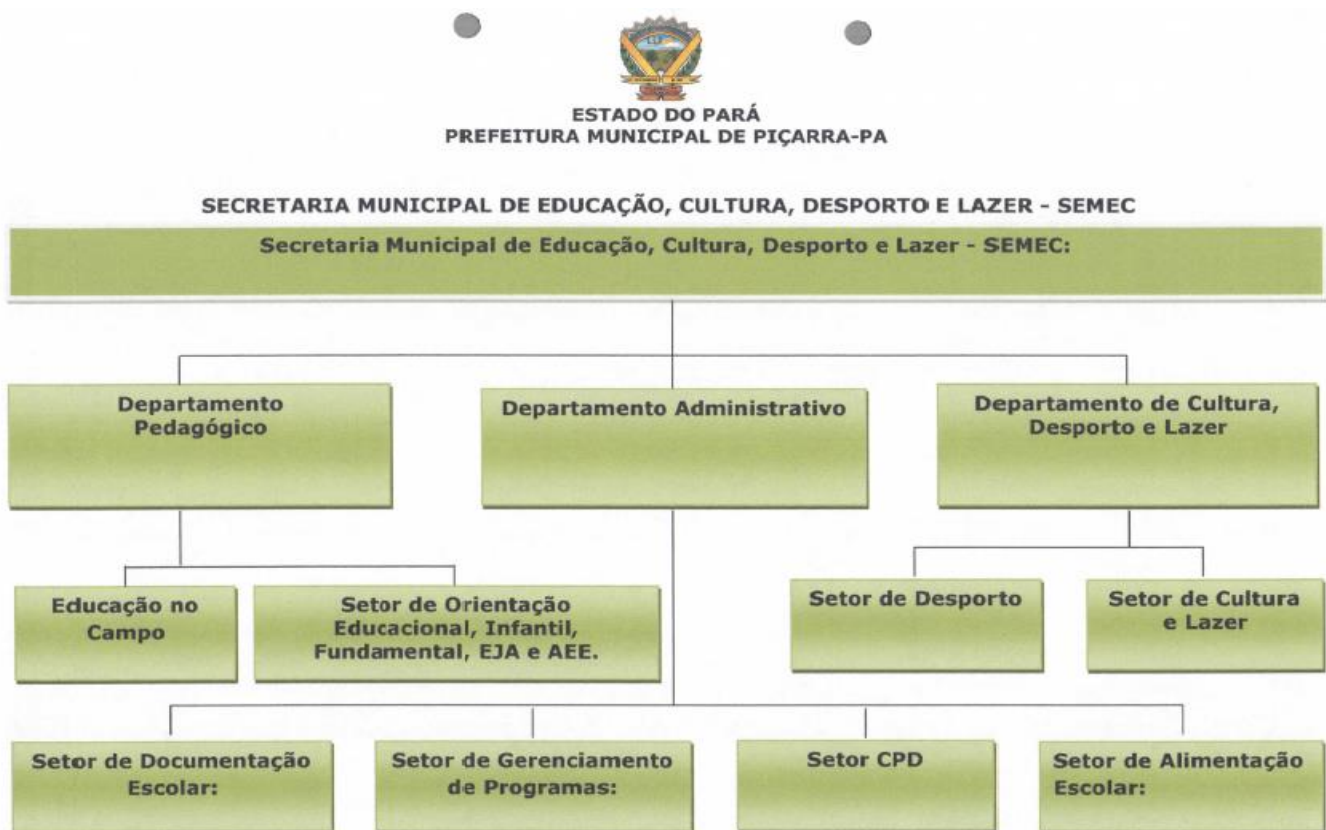 ESTADO DO PARÁ
PREFEITURA MUNICIPAL DE PIÇARRA-PA
SECRETARIA MUNICIPAL DE EDUCAÇÃO, CULTURA, DESPORTO E LAZER - SEMEC
Secretaria Municipal de Educação, Cultura, Desporto e Lazer - SEMEC:
Departamento
Pedagógico
Departamento Administrativo
Departamento de Cultura,
Desporto e Lazer
Educação no
Campo
Setor de Orientação
Educacional, Infantil,
Fundamental, EJA e AEE.
Setor de Desporto
Setor de Cultura
e Lazer
Setor de Documentação
Escolar:
Setor de Gerenciamento
de Programas:
Setor CPD
Setor de Alimentação
Escolar: